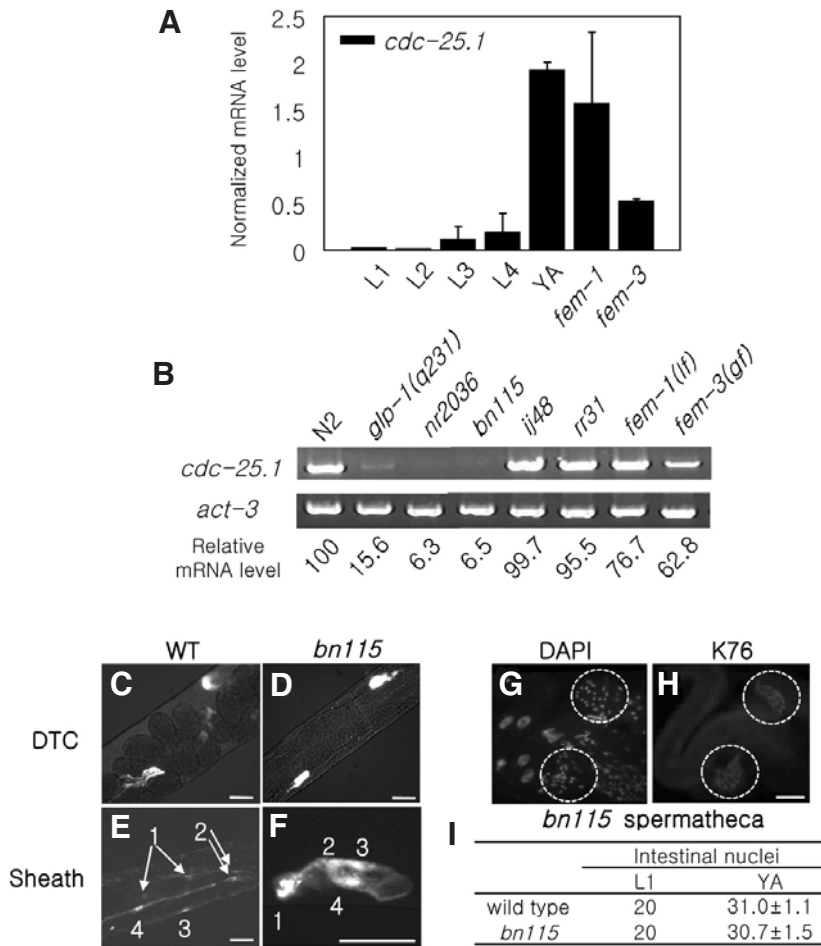 A
Normalized mRNA level
2.5
2
1.5
1
0.5
0
cdc-25.1
L1
L2
L3
L4
YA
fem-1
fem-3
B
N2
glp-1(q231)
nr2036
bn115
ij48
rr31
fem-1(lf)
fem-3(gf)
cdc-25.1
act-3
Relative
mRNA level
100
15.6
6.3
6.5
99.7
95.5
76.7
62.8
WT
bn115
DAPI
K76
C
D
G
H
DTC
E
F
1
2
4
3
2
3
4
1
Sheath
bn115 spermatheca
I
Intestinal nuclei
L1 YA
wild type 20 31.0±1.1
bn115 20 30.7±1.5